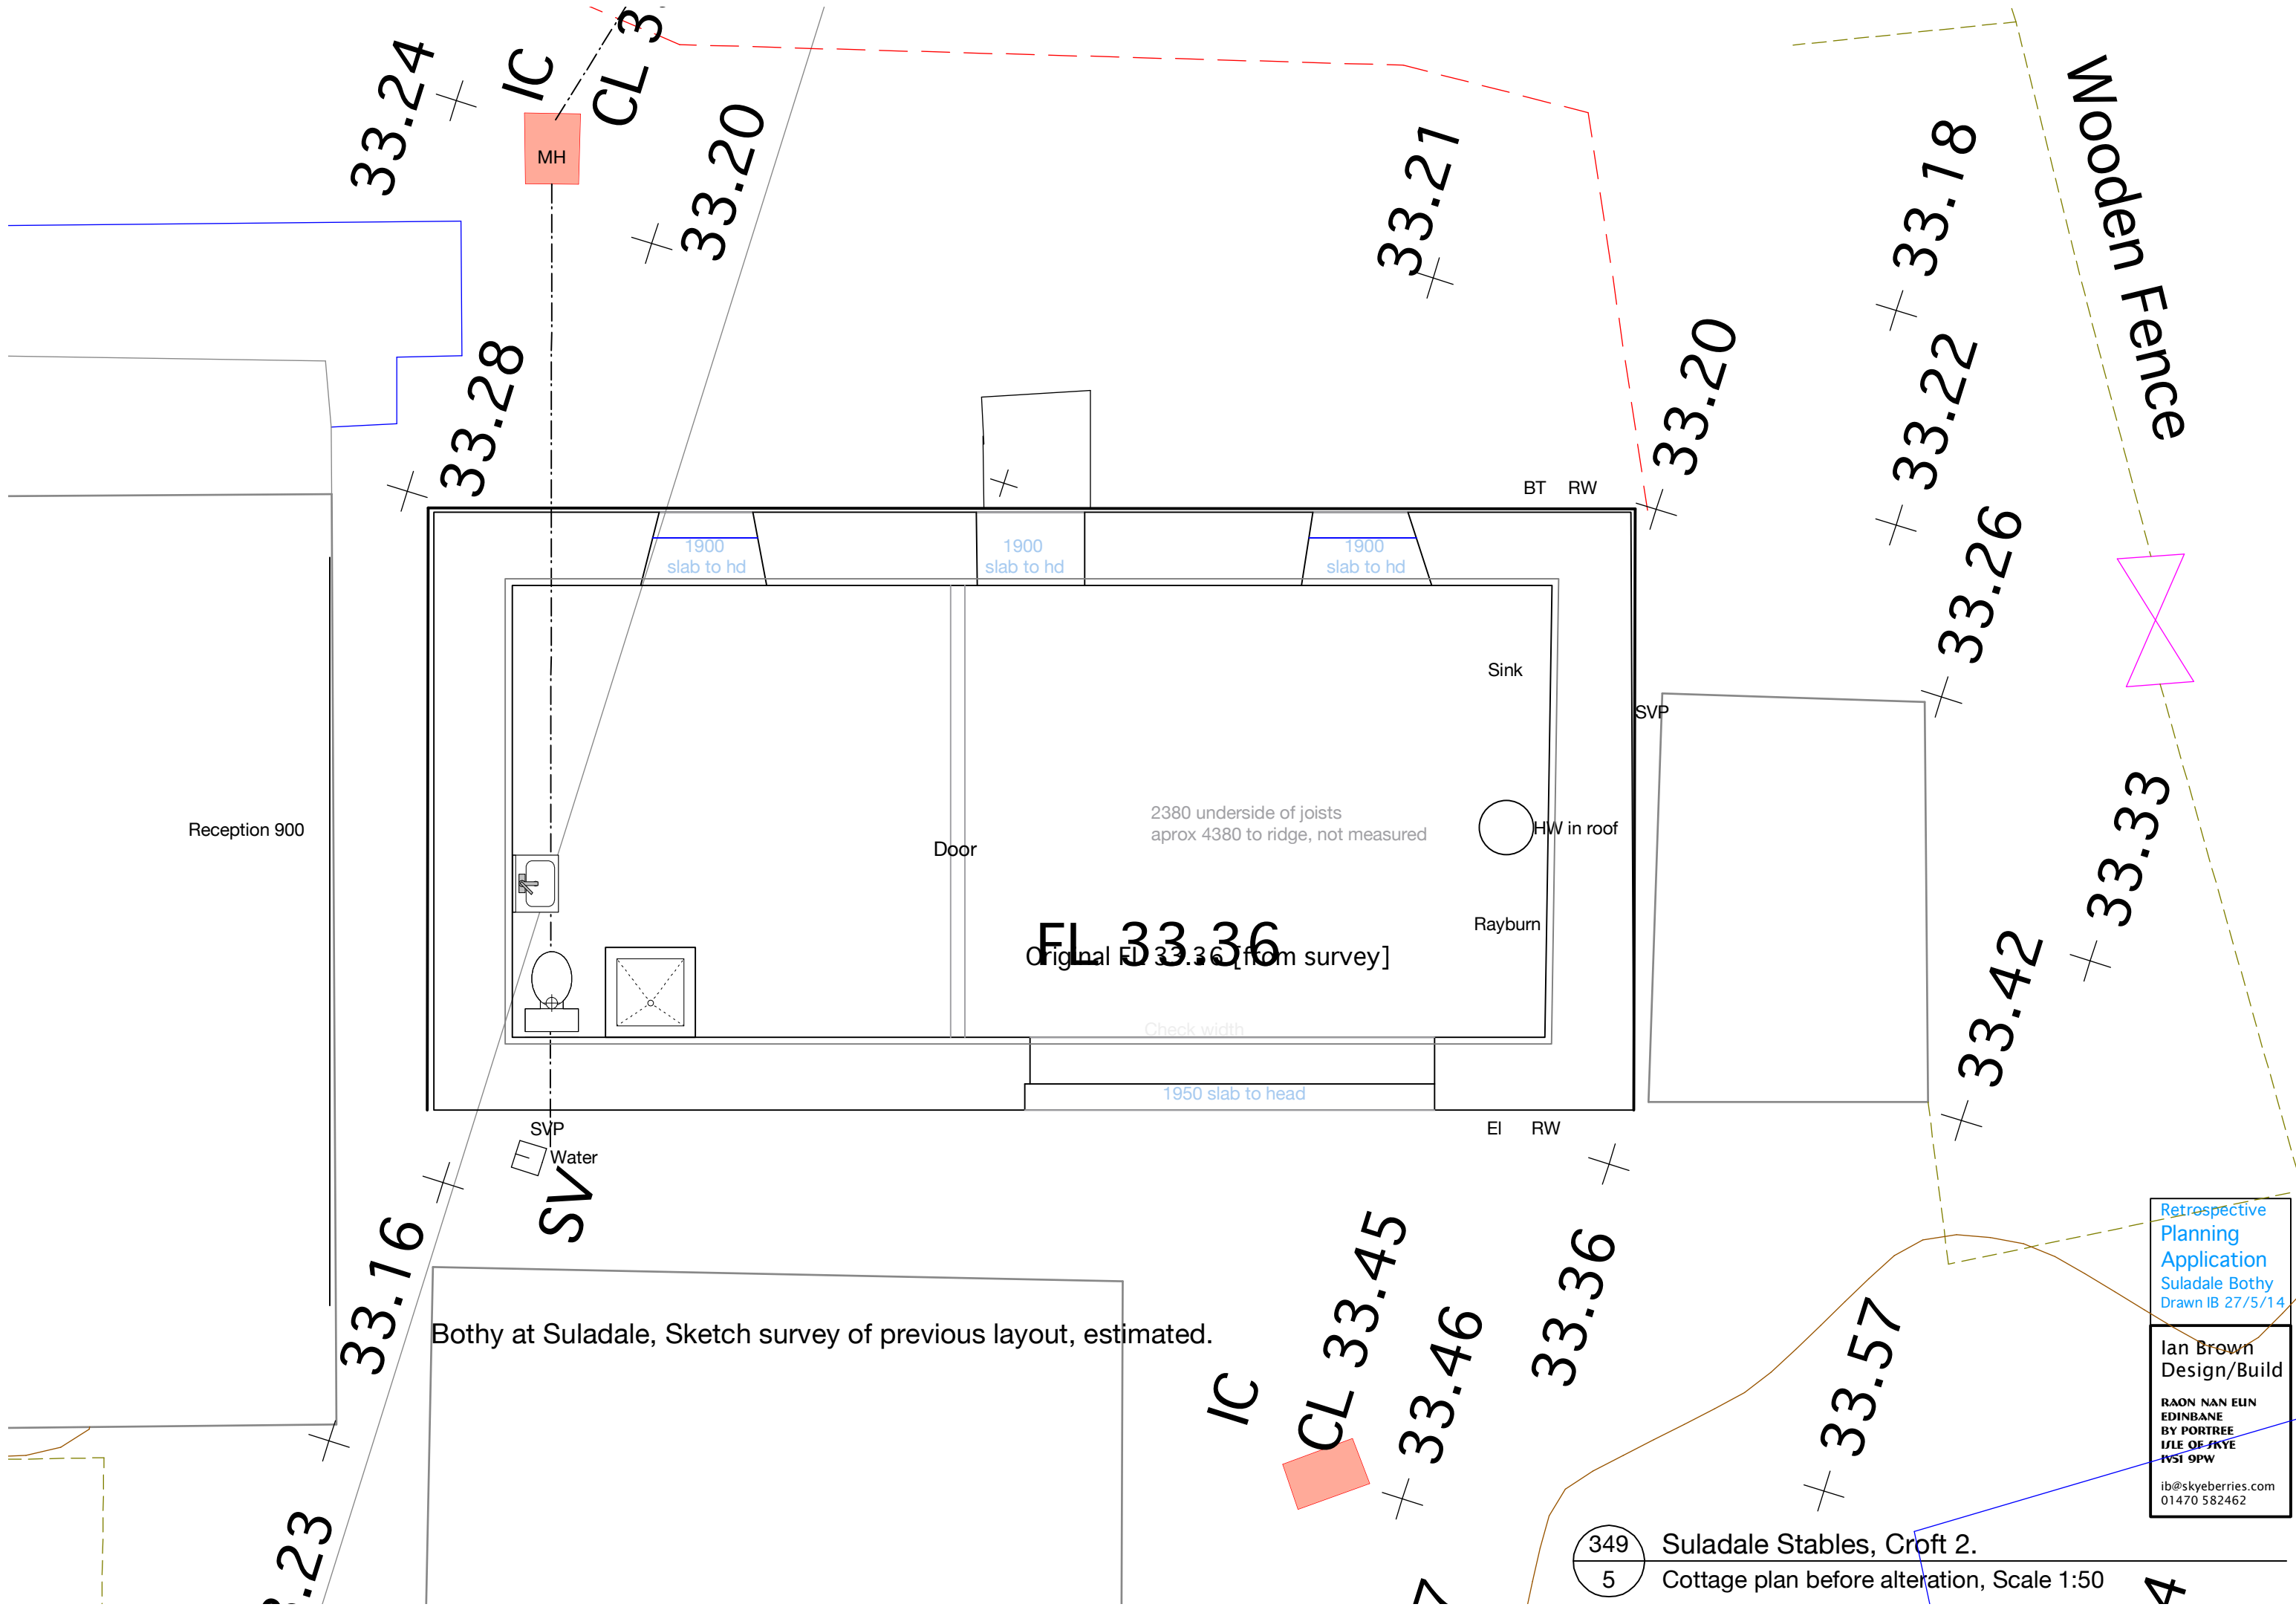 33.24
IC
CL 3
MH
33.20
33.21
33.18
Wooden Fence
33.28
33.20
33.22
BT RW
1900
slab to hd
1900
slab to hd
1900
slab to hd
33.26
Sink
SVP
Reception 900
2380 underside of joists
aprox 4380 to ridge, not measured
HW in roof
Door
33.33
Rayburn
FL 33.36
Original FL 33.36 [from survey]
33.42
Check width
1950 slab to head
SVP
Water
SV
EI RW
33.16
Bothy at Suladale, Sketch survey of previous layout, estimated.
IC
CL 33.45
33.46
33.36
33.57
Retrospective
Planning
Application
Suladale Bothy
Drawn IB 27/5/14
Ian Brown
Design/Build
RAON NAN EUN
EDINBANE
BY PORTREE
ISLE OF SKYE
IV51 9PW
ib@skyeberries.com
01470 582462
.23
7
4
349
5
Suladale Stables, Croft 2.
Cottage plan before alteration, Scale 1:50